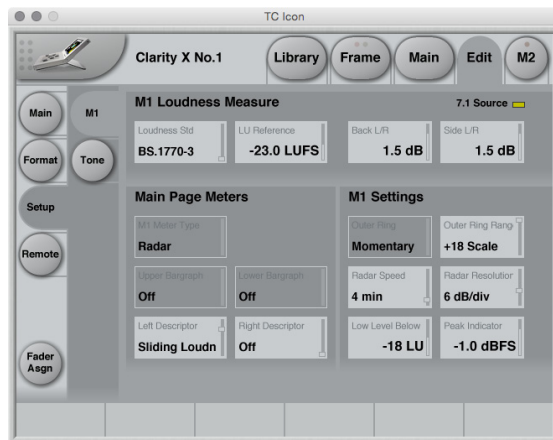 TC Icon
Clarity X No.1
Library
Frame
Main
Edit
M2
Main
Format
Setup
Remote
Fader
Asgn
M1
Tone
M1 Loudness Measure
7.1 Source
Loudness Std
BS.1770-3
LU Reference
-23.0 LUFS
Back L/R
1.5 dB
Side L/R
1.5 dB
Main Page Meters
M1 Meter Type
Radar
Upper Bargraph
Off
Lower Bargraph
Off
Left Descriptor
Sliding Loudn
Right Descriptor
Off
M1 Settings
Outer Ring
Momentary
Outer Ring Rang
+18 Scale
Radar Speed
4 min
Radar Resolutior
6 dB/div
Low Level Below
-18 LU
Peak Indicator
-1.0 dBFS